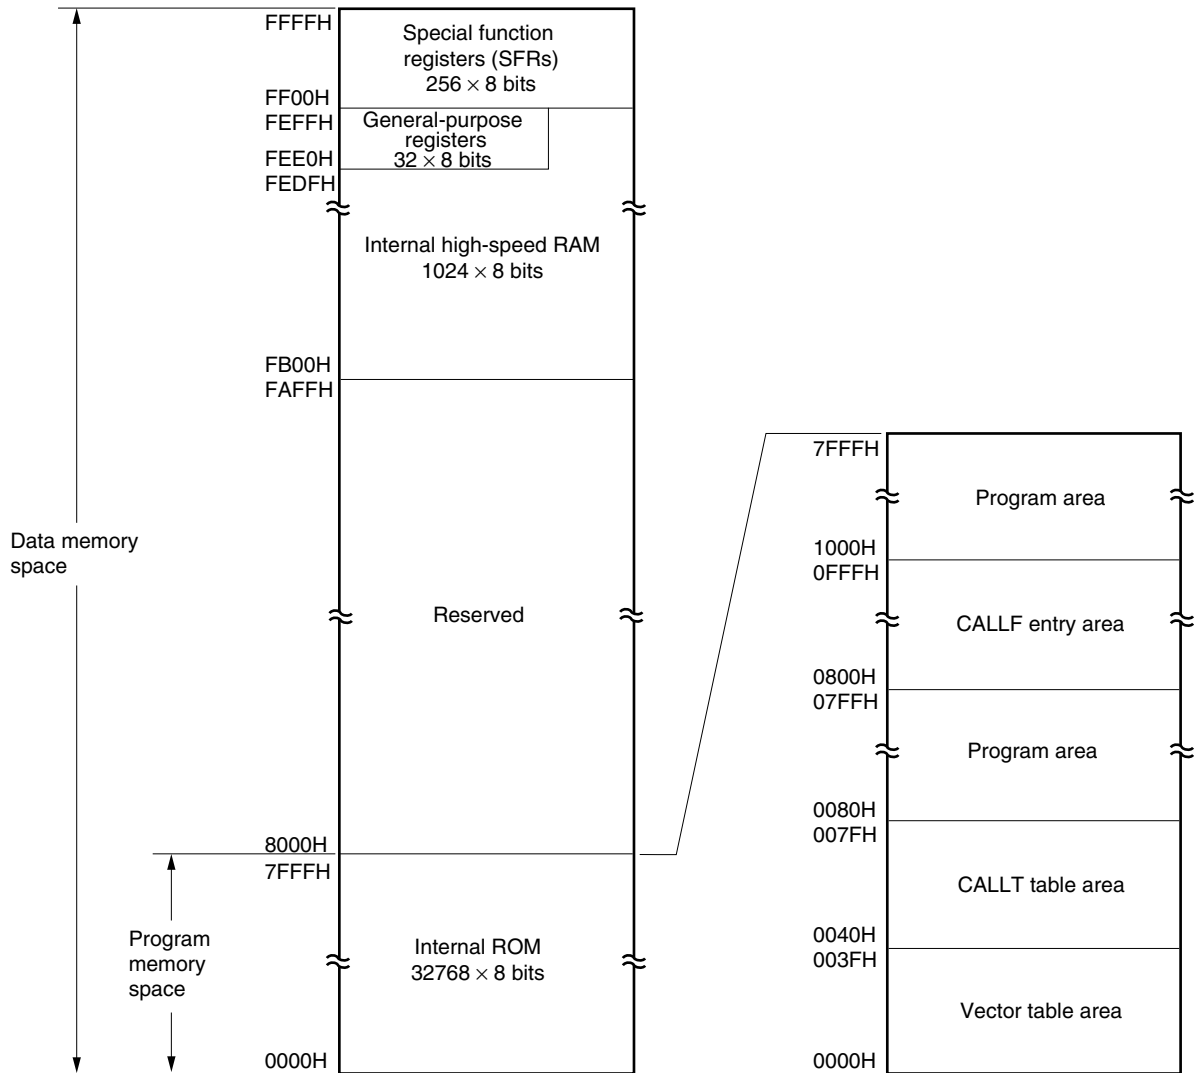 FFFFH
Special function
registers (SFRs)
256 × 8 bits
FF00H
FEFFH
General-purpose
registers
32 × 8 bits
FEE0H
FEDFH
Internal high-speed RAM
1024 × 8 bits
FB00H
FAFFH
Data memory
space
Reserved
8000H
7FFFH
Program
memory
space
Internal ROM
32768 × 8 bits
0000H
7FFFH
Program area
1000H
0FFFH
CALLF entry area
0800H
07FFH
Program area
0080H
007FH
CALLT table area
0040H
003FH
Vector table area
0000H